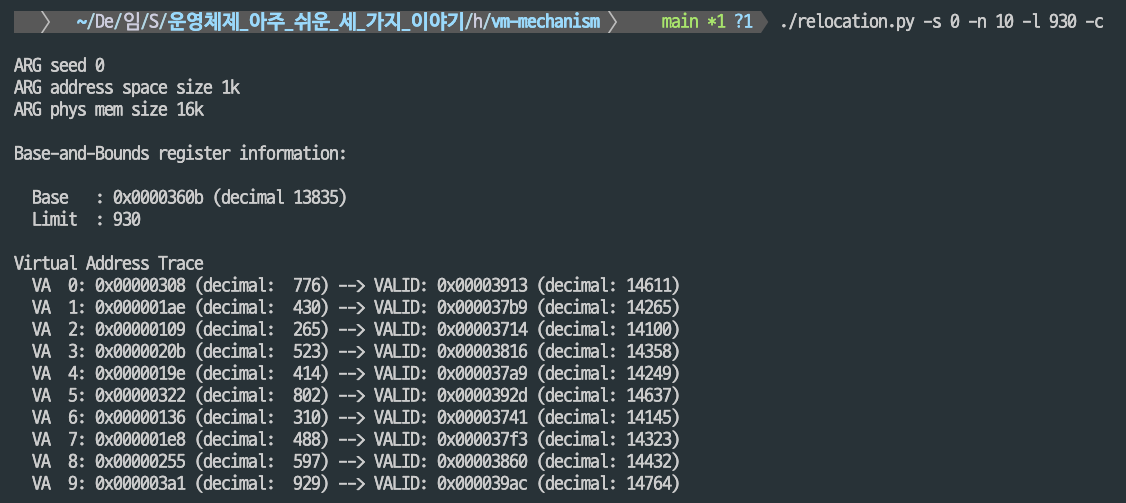 ~/De/임/S/운영체제_아주_쉬운_세_가지_이야기/h/vm-mechanism  main *1 ?1  ./relocation.py -s 0 -n 10 -l 930 -c
ARG seed 0
ARG address space size 1k
ARG phys mem size 16k
Base-and-Bounds register information:
Base   : 0x0000360b (decimal 13835)
Limit  : 930
Virtual Address Trace
VA  0: 0x00000308 (decimal:  776) --> VALID: 0x00003913 (decimal: 14611)
VA  1: 0x000001ae (decimal:  430) --> VALID: 0x000037b9 (decimal: 14265)
VA  2: 0x00000109 (decimal:  265) --> VALID: 0x00003714 (decimal: 14100)
VA  3: 0x0000020b (decimal:  523) --> VALID: 0x00003816 (decimal: 14358)
VA  4: 0x0000019e (decimal:  414) --> VALID: 0x000037a9 (decimal: 14249)
VA  5: 0x00000322 (decimal:  802) --> VALID: 0x0000392d (decimal: 14637)
VA  6: 0x00000136 (decimal:  310) --> VALID: 0x00003741 (decimal: 14145)
VA  7: 0x000001e8 (decimal:  488) --> VALID: 0x000037f3 (decimal: 14323)
VA  8: 0x00000255 (decimal:  597) --> VALID: 0x00003860 (decimal: 14432)
VA  9: 0x000003a1 (decimal:  929) --> VALID: 0x000039ac (decimal: 14764)